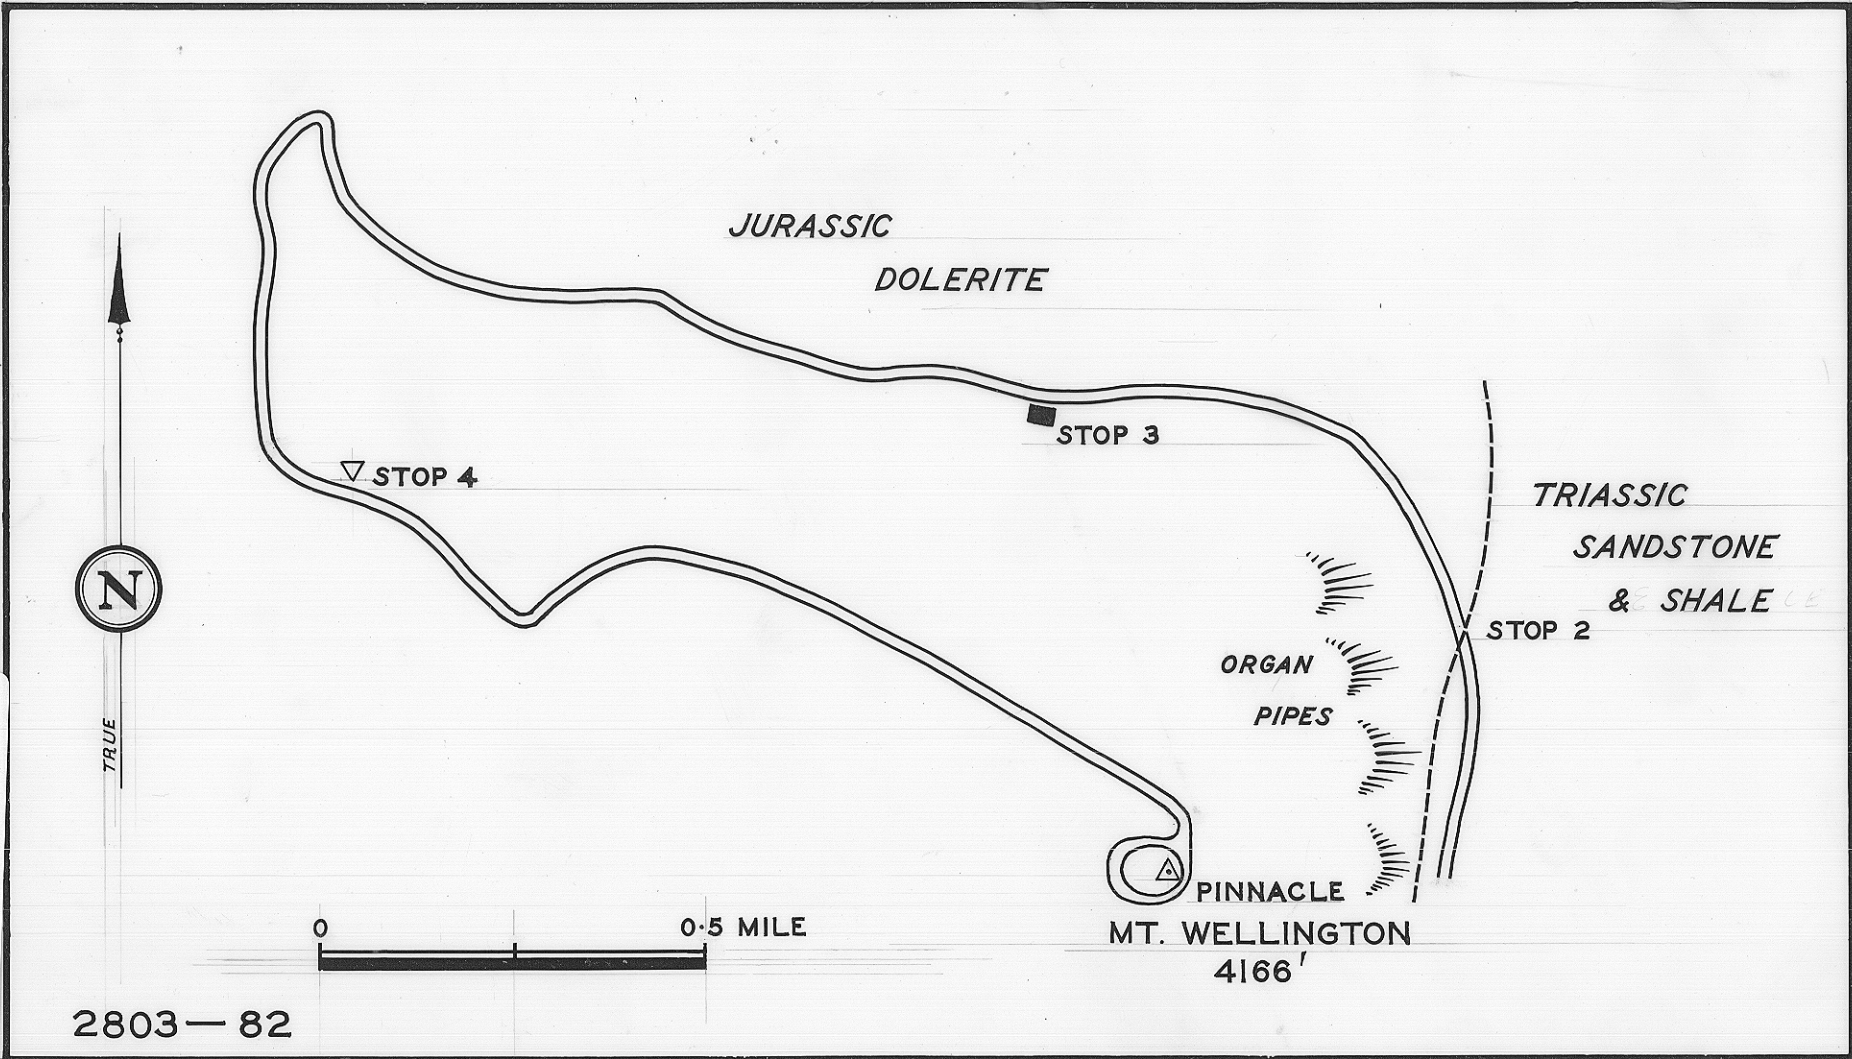 JURASSIC
DOLERITE
STOP 3
STOP 4
TRIASSIC
SANDSTONE
& SHALE
STOP 2
ORGAN
PIPES
N
TRUE
PINNACLE
MT. WELLINGTON
4166'
0 0·5 MILE
2803—82